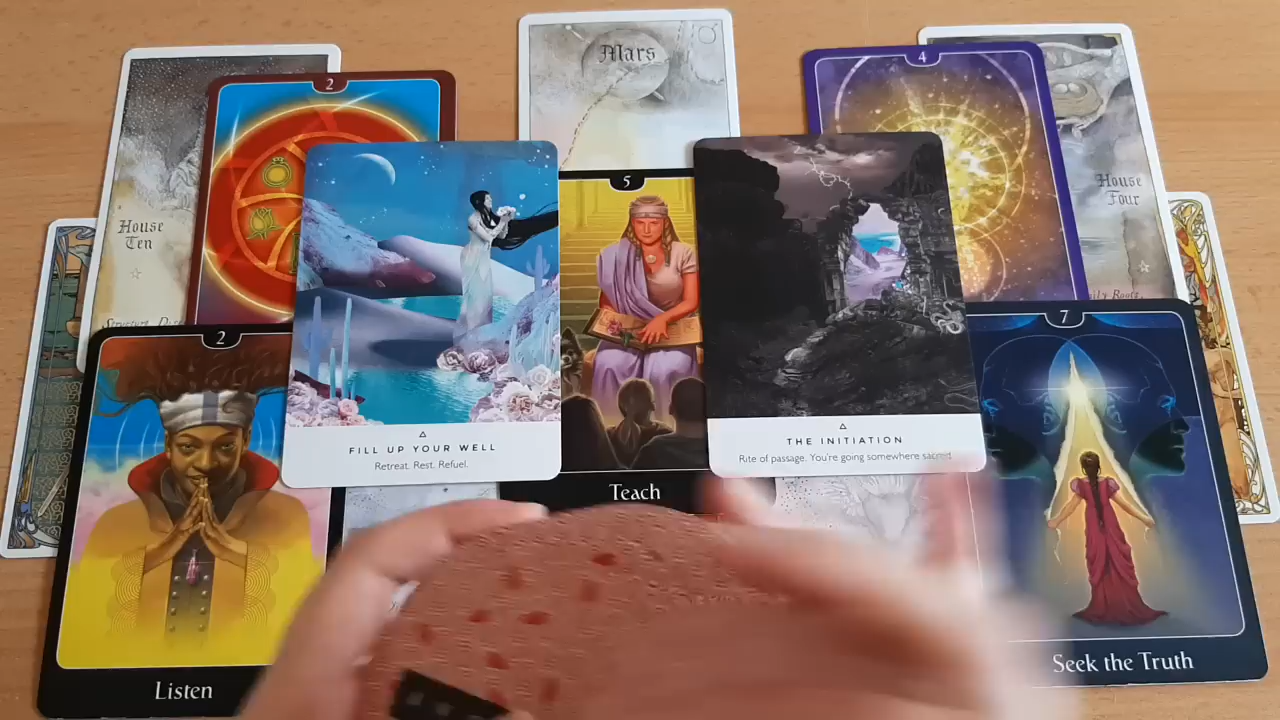 Mars
2
4
House
Ten
House
Four
5
2
7
FILL UP YOUR WELL
Retreat. Rest. Refuel.
THE INITIATION
Rite of passage. You're going somewhere sacred.
Teach
Listen
Seek the Truth